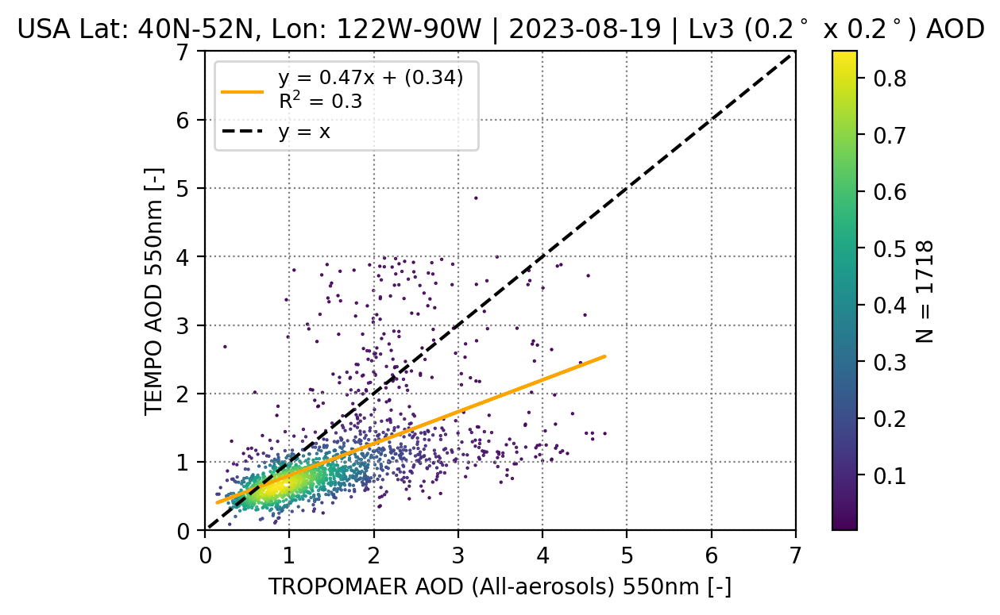 USA Lat: 40N-52N, Lon: 122W-90W | 2023-08-19 | Lv3 (0.2° x 0.2°) AOD
y = 0.47x + (0.34)
R² = 0.3
y = x
7
6
5
4
3
2
1
0
TEMPO AOD 550nm [-]
0 1 2 3 4 5 6 7
TROPOMAER AOD (All-aerosols) 550nm [-]
0.8
0.7
0.6
0.5
0.4
0.3
0.2
0.1
N = 1718